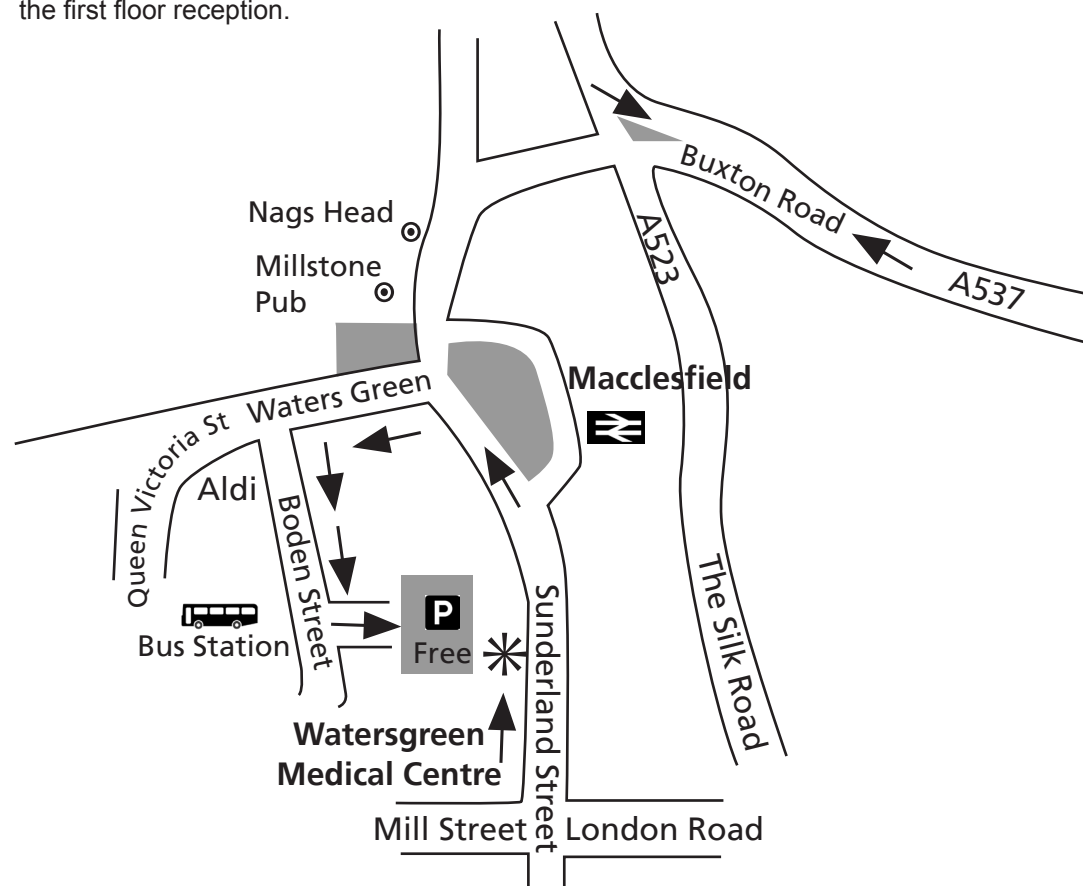 the first floor reception.
Nags Head
Millstone
Pub
Buxton Road
A523
A537
Macclesfield
Waters Green
Queen Victoria St
Aldi
Boden Street
P
Free
Bus Station
Sunderland Street
The Silk Road
Watersgreen
Medical Centre
Mill Street
London Road